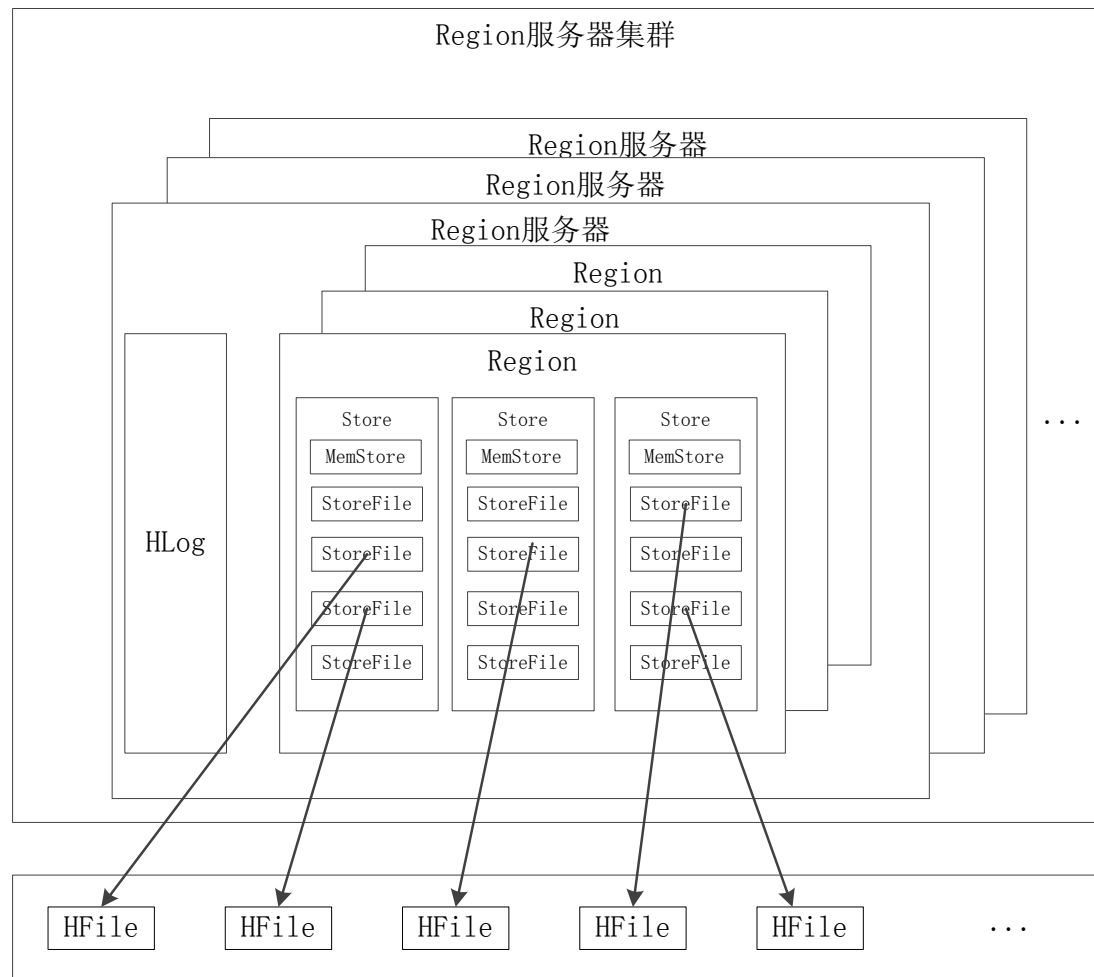 Region服务器集群
Region服务器
Region服务器
Region服务器
Region
Region
Region
Store Store Store
MemStore MemStore MemStore
StoreFile StoreFile StoreFile
StoreFile StoreFile StoreFile
StoreFile StoreFile StoreFile
StoreFile StoreFile StoreFile
HLog
...
HFile HFile HFile HFile HFile ...